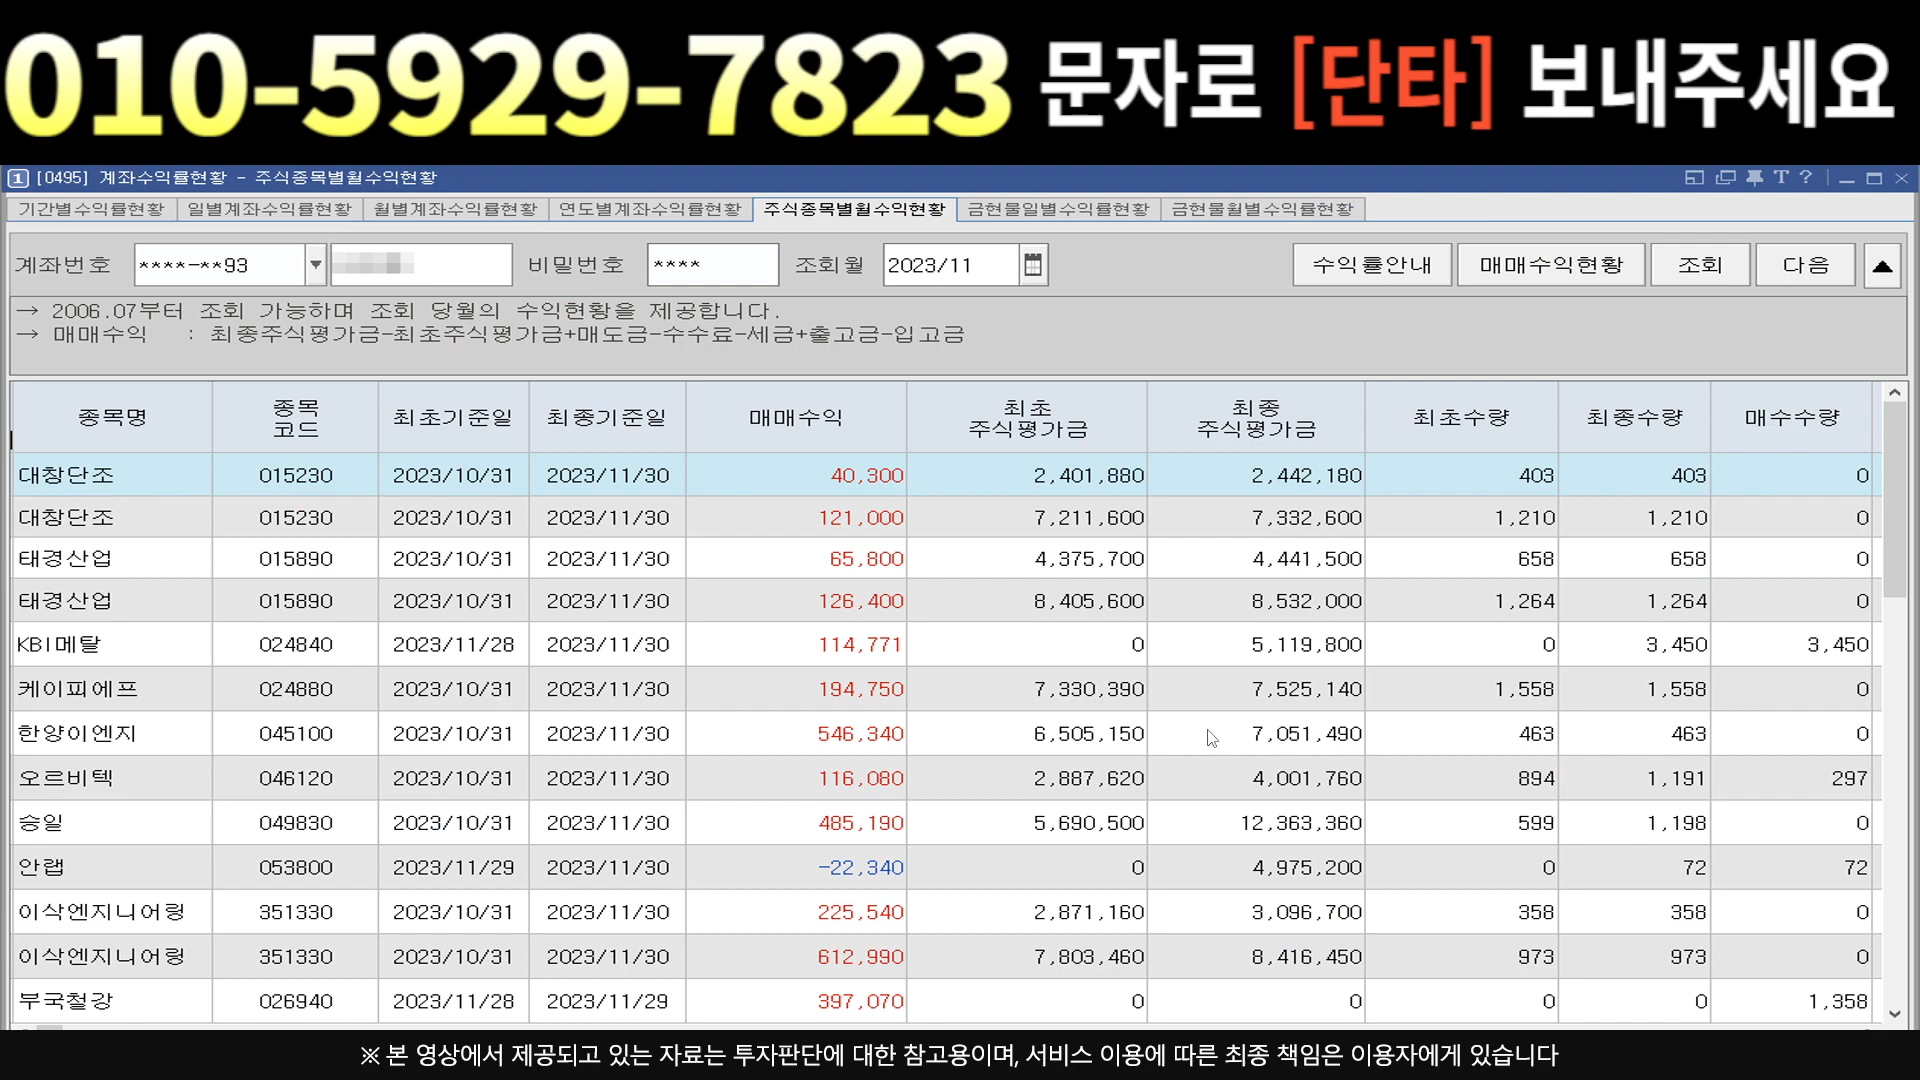 010-5929-7823 문자로 [단타] 보내주세요
1 [0495] 계좌수익률현황 - 주식종목별월수익현황
기간별수익률현황 일별계좌수익률현황 월별계좌수익률현황 연도별계좌수익률현황 주식종목별월수익현황 금현물일별수익률현황 금현물월별수익률현황
계좌번호 ****-**93 비밀번호 **** 조회월 2023/11 수익률안내 매매수익현황 조회 다음
→ 2006.07부터 조회 가능하며 조회 당월의 수익현황을 제공합니다.
→ 매매수익 : 최종주식평가금-최초주식평가금+매도금-수수료-세금+출고금-입고금
종목명 종목코드 최초기준일 최종기준일 매매수익 최초주식평가금 최종주식평가금 최초수량 최종수량 매수수량
대창단조 015230 2023/10/31 2023/11/30 40,300 2,401,880 2,442,180 403 403 0
대창단조 015230 2023/10/31 2023/11/30 121,000 7,211,600 7,332,600 1,210 1,210 0
태경산업 015890 2023/10/31 2023/11/30 65,800 4,375,700 4,441,500 658 658 0
태경산업 015890 2023/10/31 2023/11/30 126,400 8,405,600 8,532,000 1,264 1,264 0
KBI메탈 024840 2023/11/28 2023/11/30 114,771 0 5,119,800 0 3,450 3,450
케이피에프 024880 2023/10/31 2023/11/30 194,750 7,330,390 7,525,140 1,558 1,558 0
한양이엔지 045100 2023/10/31 2023/11/30 546,340 6,505,150 7,051,490 463 463 0
오르비텍 046120 2023/10/31 2023/11/30 116,080 2,887,620 4,001,760 894 1,191 297
승일 049830 2023/10/31 2023/11/30 485,190 5,690,500 12,363,360 599 1,198 0
안랩 053800 2023/11/29 2023/11/30 -22,340 0 4,975,200 0 72 72
이삭엔지니어링 351330 2023/10/31 2023/11/30 225,540 2,871,160 3,096,700 358 358 0
이삭엔지니어링 351330 2023/10/31 2023/11/30 612,990 7,803,460 8,416,450 973 973 0
부국철강 026940 2023/11/28 2023/11/29 397,070 0 0 0 0 1,358
※ 본 영상에서 제공되고 있는 자료는 투자판단에 대한 참고용이며, 서비스 이용에 따른 최종 책임은 이용자에게 있습니다